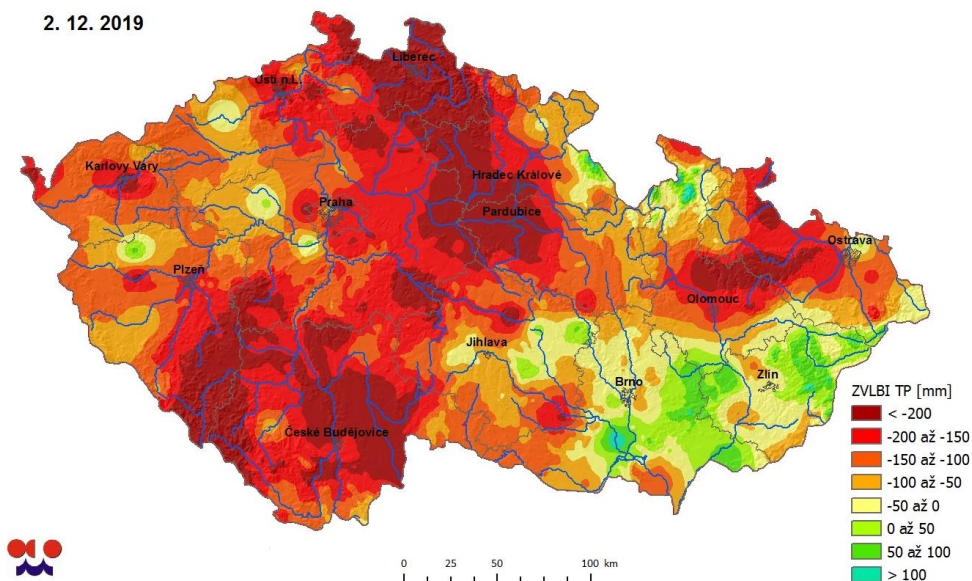 2. 12. 2019
Liberec
Ústí n.L.
Karlovy Vary
Hradec Králové
Praha
Pardubice
Ostrava
Plzeň
Olomouc
Jihlava
Zlín
Brno
České Budějovice
ZVLBI TP [mm]
< -200
-200 až -150
-150 až -100
-100 až -50
-50 až 0
0 až 50
50 až 100
> 100
0 25 50 100 km